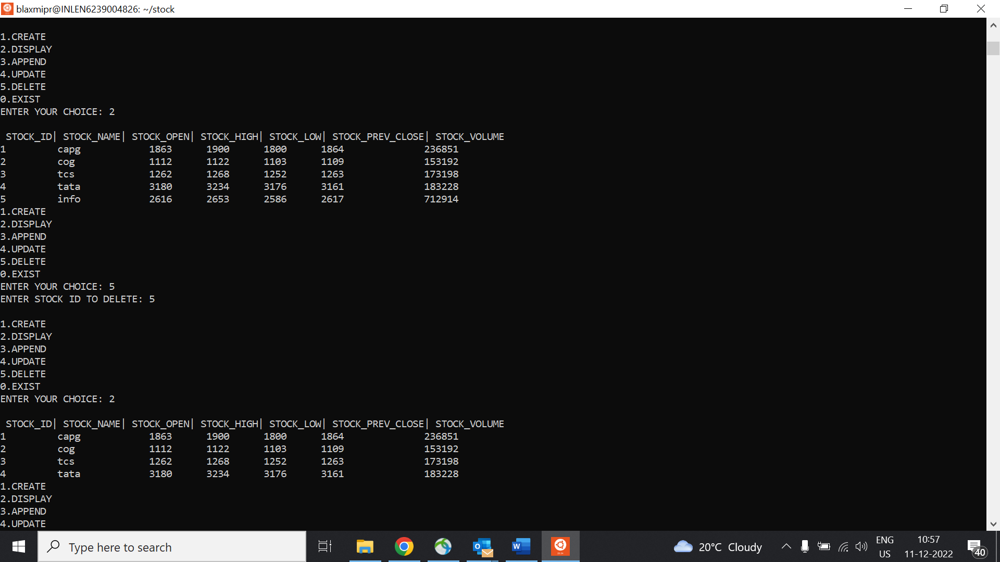 blaxmipr@INLEN6239004826: ~/stock
1.CREATE
2.DISPLAY
3.APPEND
4.UPDATE
5.DELETE
0.EXIST
ENTER YOUR CHOICE: 2
STOCK_ID| STOCK_NAME| STOCK_OPEN| STOCK_HIGH| STOCK_LOW| STOCK_PREV_CLOSE| STOCK_VOLUME
1 capg 1863 1900 1800 1864 236851
2 cog 1112 1122 1103 1109 153192
3 tcs 1262 1268 1252 1263 173198
4 tata 3180 3234 3176 3161 183228
5 info 2616 2653 2586 2617 712914
1.CREATE
2.DISPLAY
3.APPEND
4.UPDATE
5.DELETE
0.EXIST
ENTER YOUR CHOICE: 5
ENTER STOCK ID TO DELETE: 5
1.CREATE
2.DISPLAY
3.APPEND
4.UPDATE
5.DELETE
0.EXIST
ENTER YOUR CHOICE: 2
STOCK_ID| STOCK_NAME| STOCK_OPEN| STOCK_HIGH| STOCK_LOW| STOCK_PREV_CLOSE| STOCK_VOLUME
1 capg 1863 1900 1800 1864 236851
2 cog 1112 1122 1103 1109 153192
3 tcs 1262 1268 1252 1263 173198
4 tata 3180 3234 3176 3161 183228
1.CREATE
2.DISPLAY
3.APPEND
4.UPDATE
Type here to search
20°C Cloudy
ENG
US
10:57
11-12-2022
40